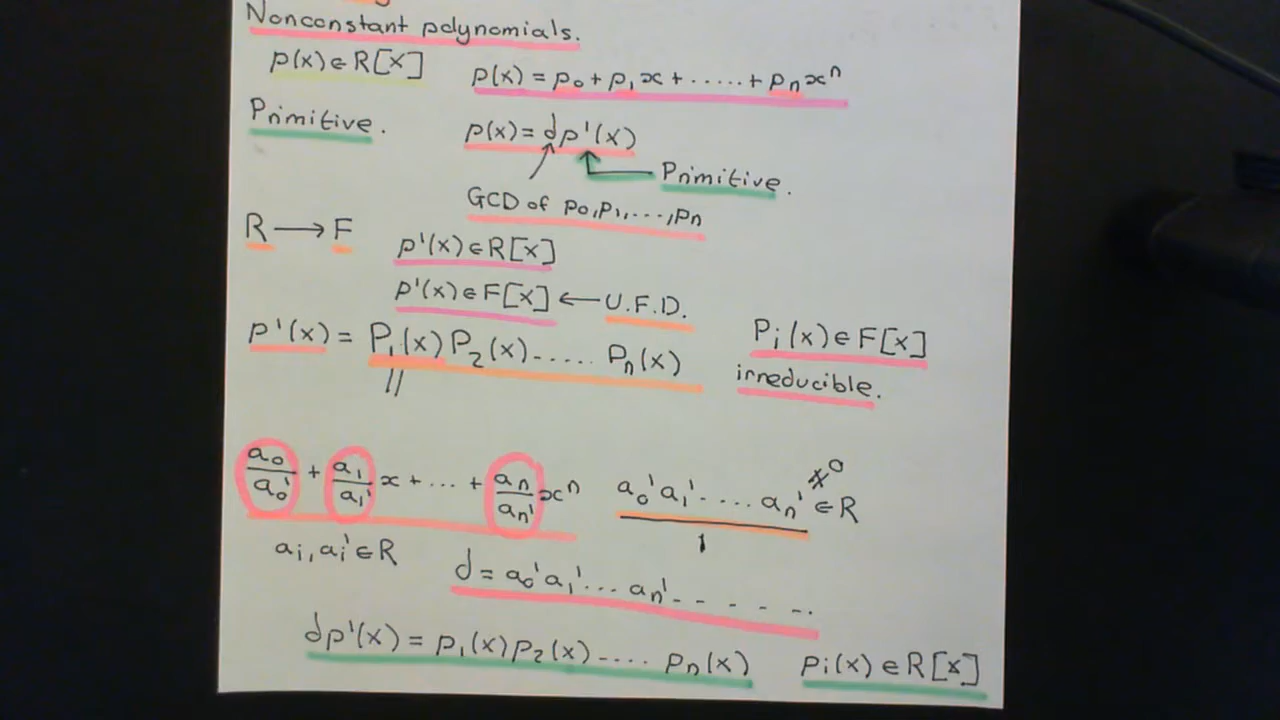 Nonconstant polynomials.
p(x)∈R[x] p(x) = p₀+p₁x+......+pₙxⁿ
Primitive. p(x) = dp'(x)
Primitive.
GCD of p₀,p₁,...,pₙ
R → F
p'(x)∈R[x]
p'(x)∈F[x] ← U.F.D.
p'(x) = P₁(x)P₂(x)...... Pₙ(x) Pᵢ(x)∈F[x]
irreducible.
||
a₀/a₀' + a₁/a₁' x + ... + aₙ/aₙ' xⁿ a₀'a₁'.... aₙ' ∈R ≠0
1
aᵢ,aᵢ'∈R
d = a₀'a₁'... aₙ'- - - - -.
dp'(x) = p₁(x)p₂(x)..... pₙ(x) pᵢ(x)∈R[x]